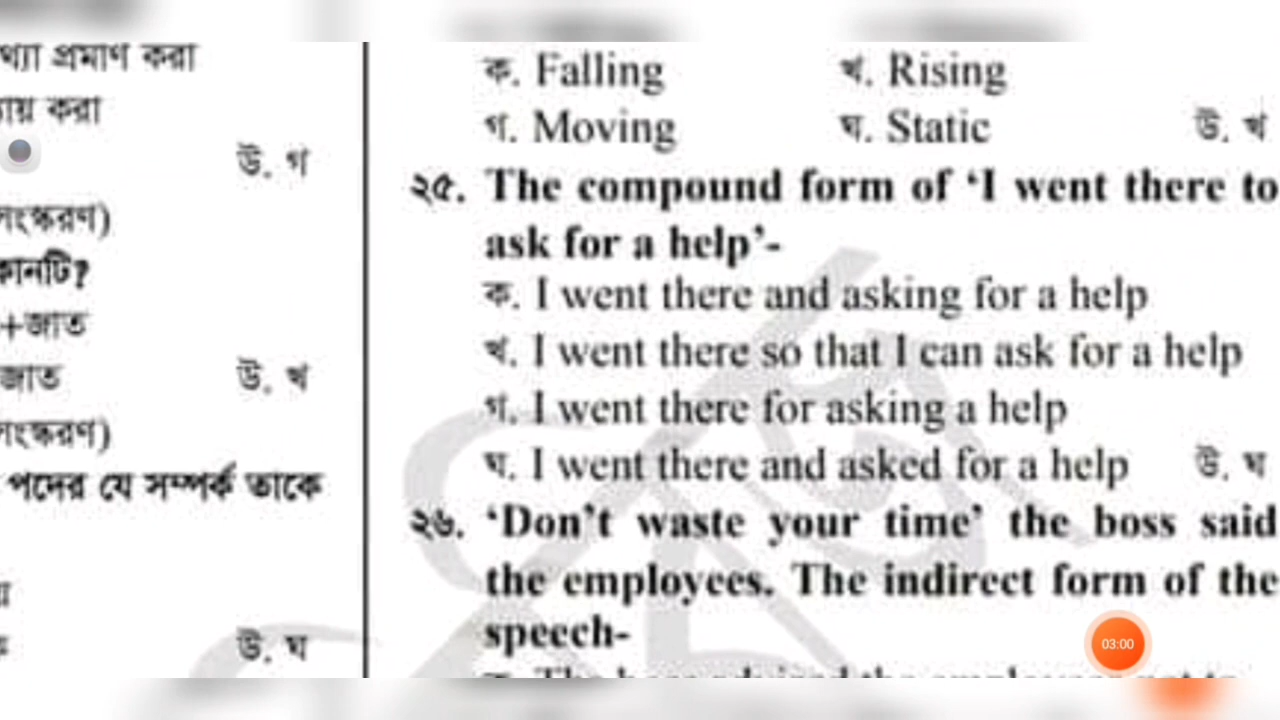 থ্যা প্রমাণ করা
য় করা
উ. গ
সংস্করণ)
কোনটি?
+জাত
জাত
উ. খ
সংস্করণ)
পদের যে সম্পর্ক তাকে
উ. ঘ
ক. Falling খ. Rising
গ. Moving ঘ. Static উ. খ
২৫. The compound form of ‘I went there to
ask for a help’-
ক. I went there and asking for a help
খ. I went there so that I can ask for a help
গ. I went there for asking a help
ঘ. I went there and asked for a help উ. ঘ
২৬. ‘Don’t waste your time’ the boss said
the employees. The indirect form of the
speech-
03:00